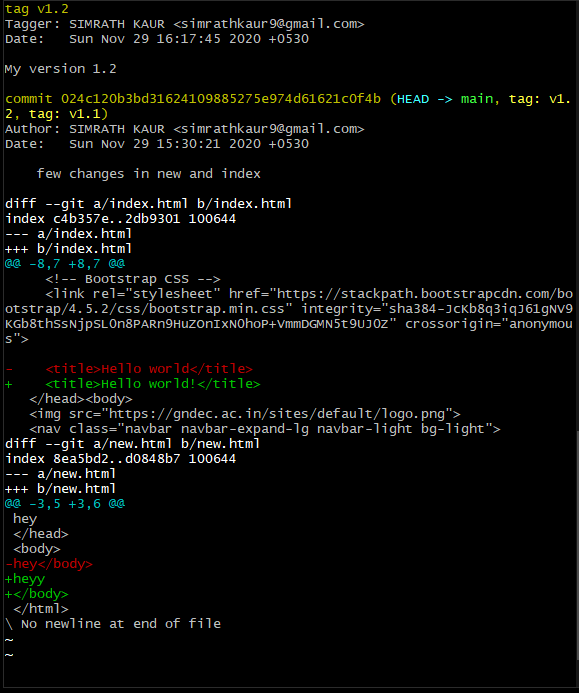 tag v1.2
Tagger: SIMRATH KAUR <simrathkaur9@gmail.com>
Date:   Sun Nov 29 16:17:45 2020 +0530

My version 1.2

commit 024c120b3bd31624109885275e974d61621c0f4b (HEAD -> main, tag: v1.
2, tag: v1.1)
Author: SIMRATH KAUR <simrathkaur9@gmail.com>
Date:   Sun Nov 29 15:30:21 2020 +0530

    few changes in new and index

diff --git a/index.html b/index.html
index c4b357e..2db9301 100644
--- a/index.html
+++ b/index.html
@@ -8,7 +8,7 @@
     <!-- Bootstrap CSS -->
     <link rel="stylesheet" href="https://stackpath.bootstrapcdn.com/bo
otstrap/4.5.2/css/bootstrap.min.css" integrity="sha384-JcKb8q3iqJ61gNV9
KGb8thSsNjpSL0n8PARn9HuZOnIxN0hoP+VmmDGMN5t9UJ0Z" crossorigin="anonymou
s">

-    <title>Hello world</title>
+    <title>Hello world!</title>
   </head><body>
   <img src="https://gndec.ac.in/sites/default/logo.png">
   <nav class="navbar navbar-expand-lg navbar-light bg-light">
diff --git a/new.html b/new.html
index 8ea5bd2..d0848b7 100644
--- a/new.html
+++ b/new.html
@@ -3,5 +3,6 @@
 hey
 </head>
 <body>
-hey</body>
+heyy
+</body>
 </html>
\ No newline at end of file
~
~